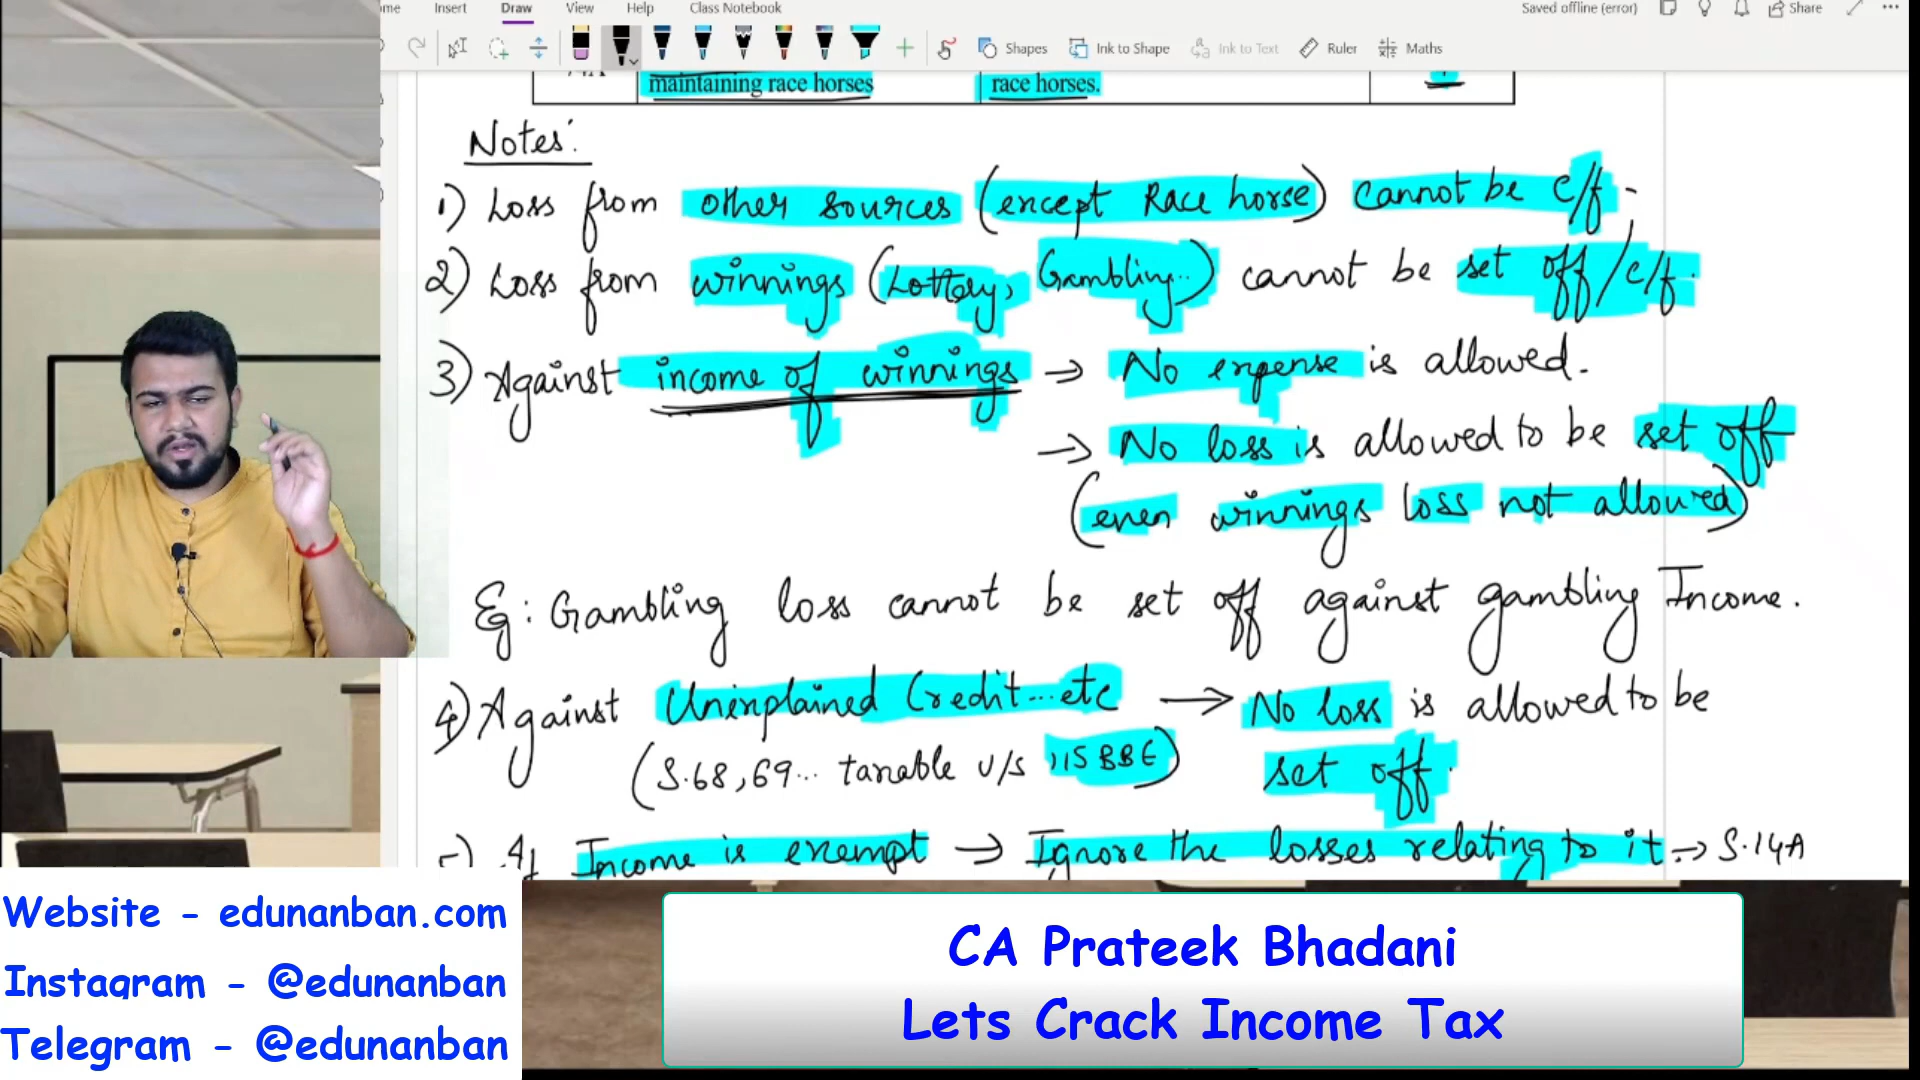 Insert Draw View Help Class Notebook Saved offline (error) Share
Shapes Ink to Shape Ink to Text Ruler Maths
maintaining race horses race horses.
Notes:
1) Loss from other sources (except Race horse) cannot be c/f.
2) Loss from winnings (Lottery, Gambling..) cannot be set off/c/f.
3) Against income of winnings → No expense is allowed.
→ No loss is allowed to be set off
(even winnings loss not allowed)
Eg: Gambling loss cannot be set off against gambling Income.
4) Against Unexplained Credit...etc → No loss is allowed to be
(S.68,69... taxable u/s 115BBE) set off.
Income is exempt → Ignore the losses relating to it → S.14A
Website - edunanban.com
Instagram - @edunanban
Telegram - @edunanban
CA Prateek Bhadani
Lets Crack Income Tax